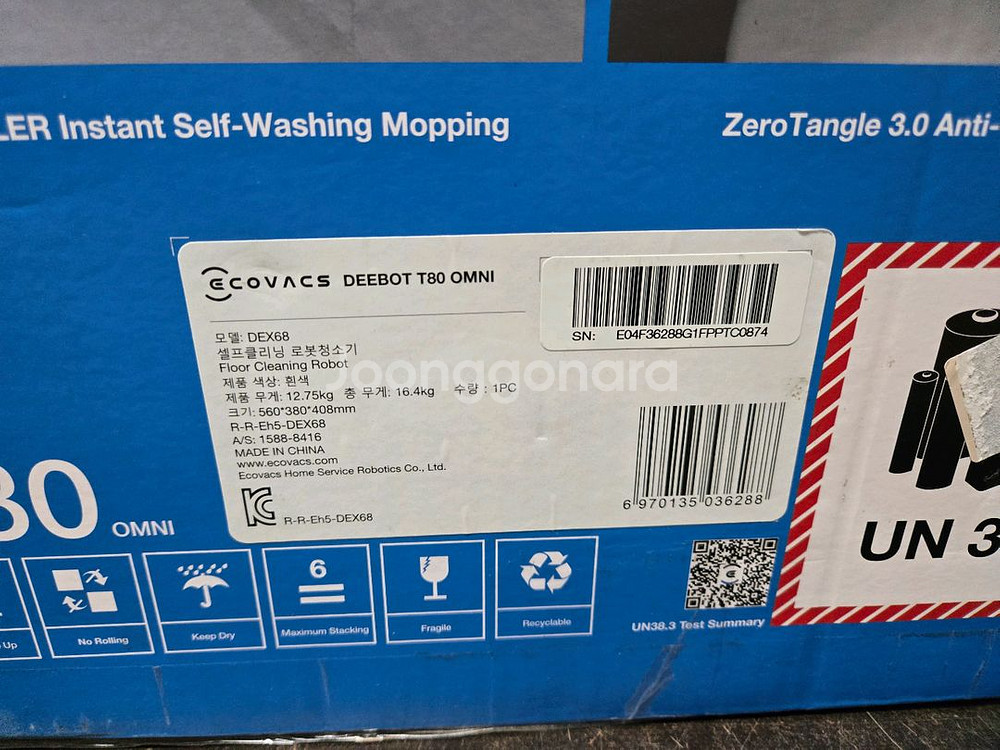 LER Instant Self-Washing Mopping
ZeroTangle 3.0 Anti-
ECOVACS DEEBOT T80 OMNI
SN: E04F36288G1FPPTC0874
모델: DEX68
셀프클리닝 로봇청소기
Floor Cleaning Robot
제품 색상: 흰색
제품 무게: 12.75kg 총 무게: 16.4kg 수량 : 1PC
크기: 560*380*408mm
R-R-Eh5-DEX68
A/S: 1588-8416
MADE IN CHINA
www.ecovacs.com
Ecovacs Home Service Robotics Co., Ltd.
R-R-Eh5-DEX68
6 970135 036288
joonggonara
80 OMNI
UN 3
Up
No Rolling
Keep Dry
6
Maximum Stacking
Fragile
Recyclable
UN38.3 Test Summary